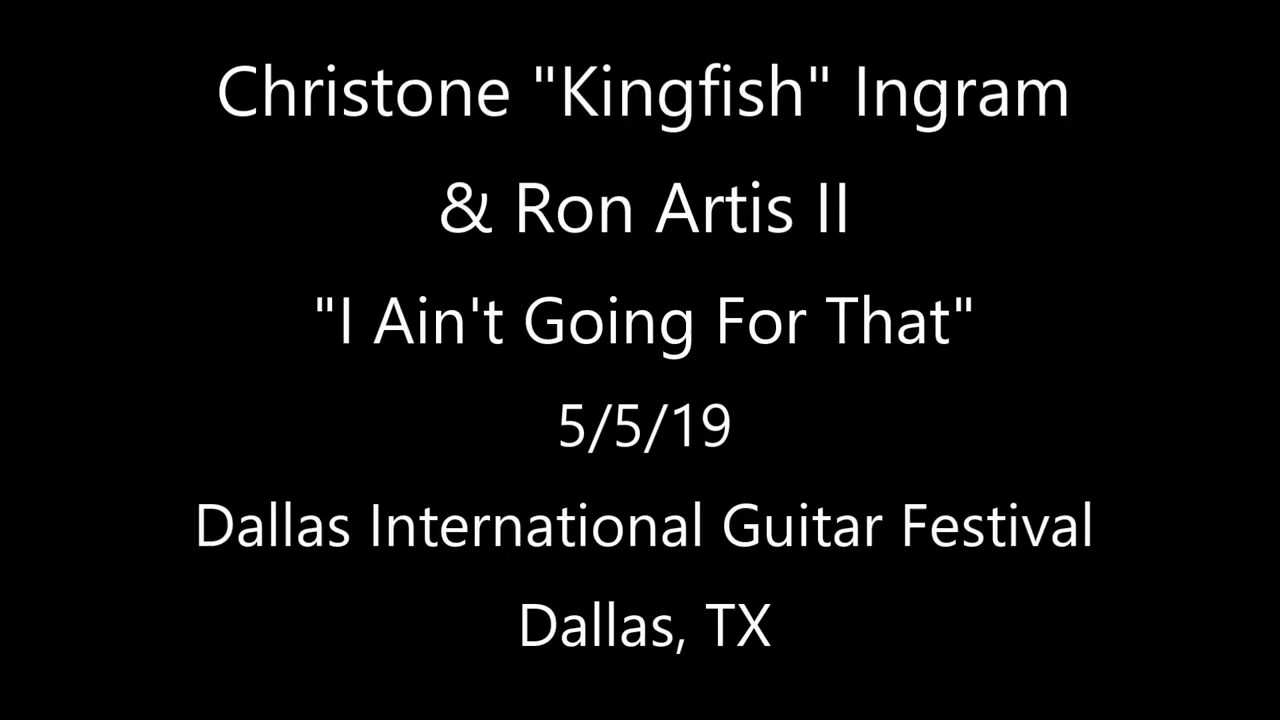 Christone "Kingfish" Ingram
& Ron Artis II
"I Ain't Going For That"
5/5/19
Dallas International Guitar Festival
Dallas, TX